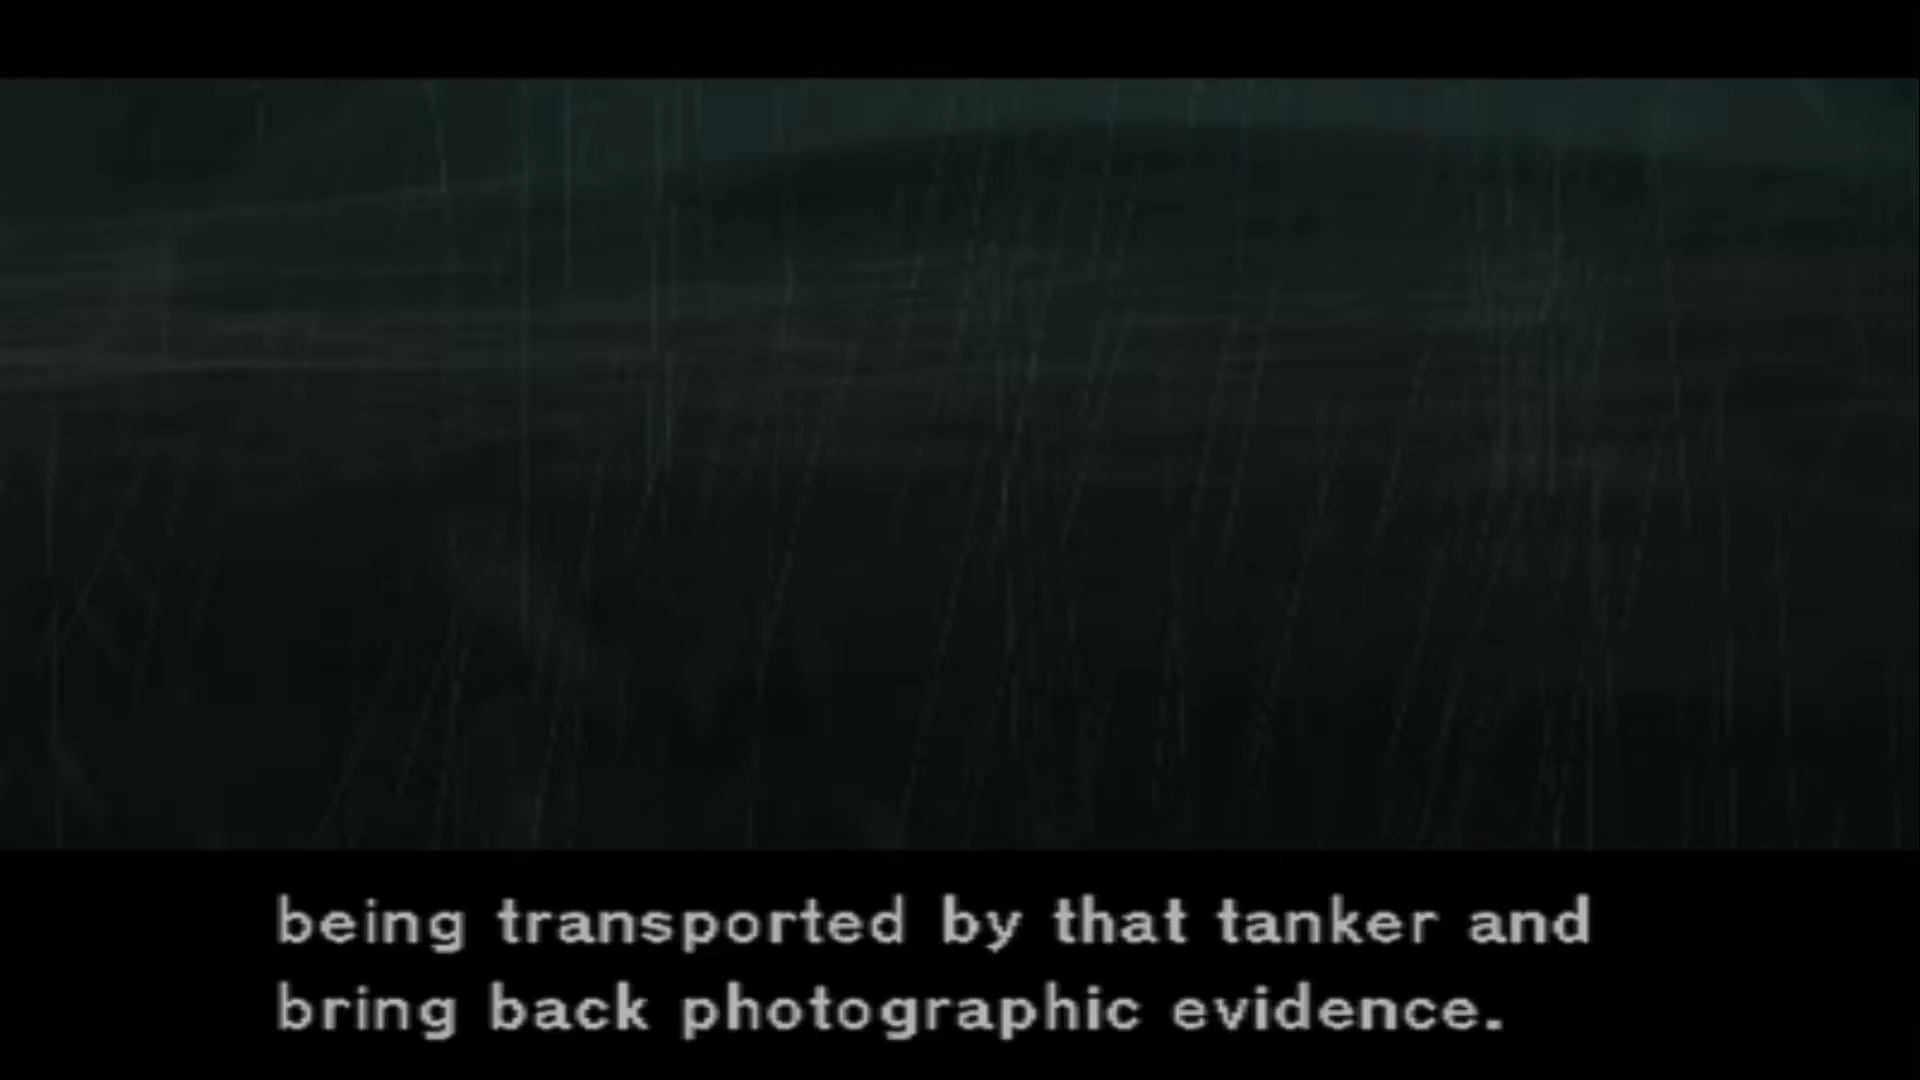 being transported by that tanker and
bring back photographic evidence.